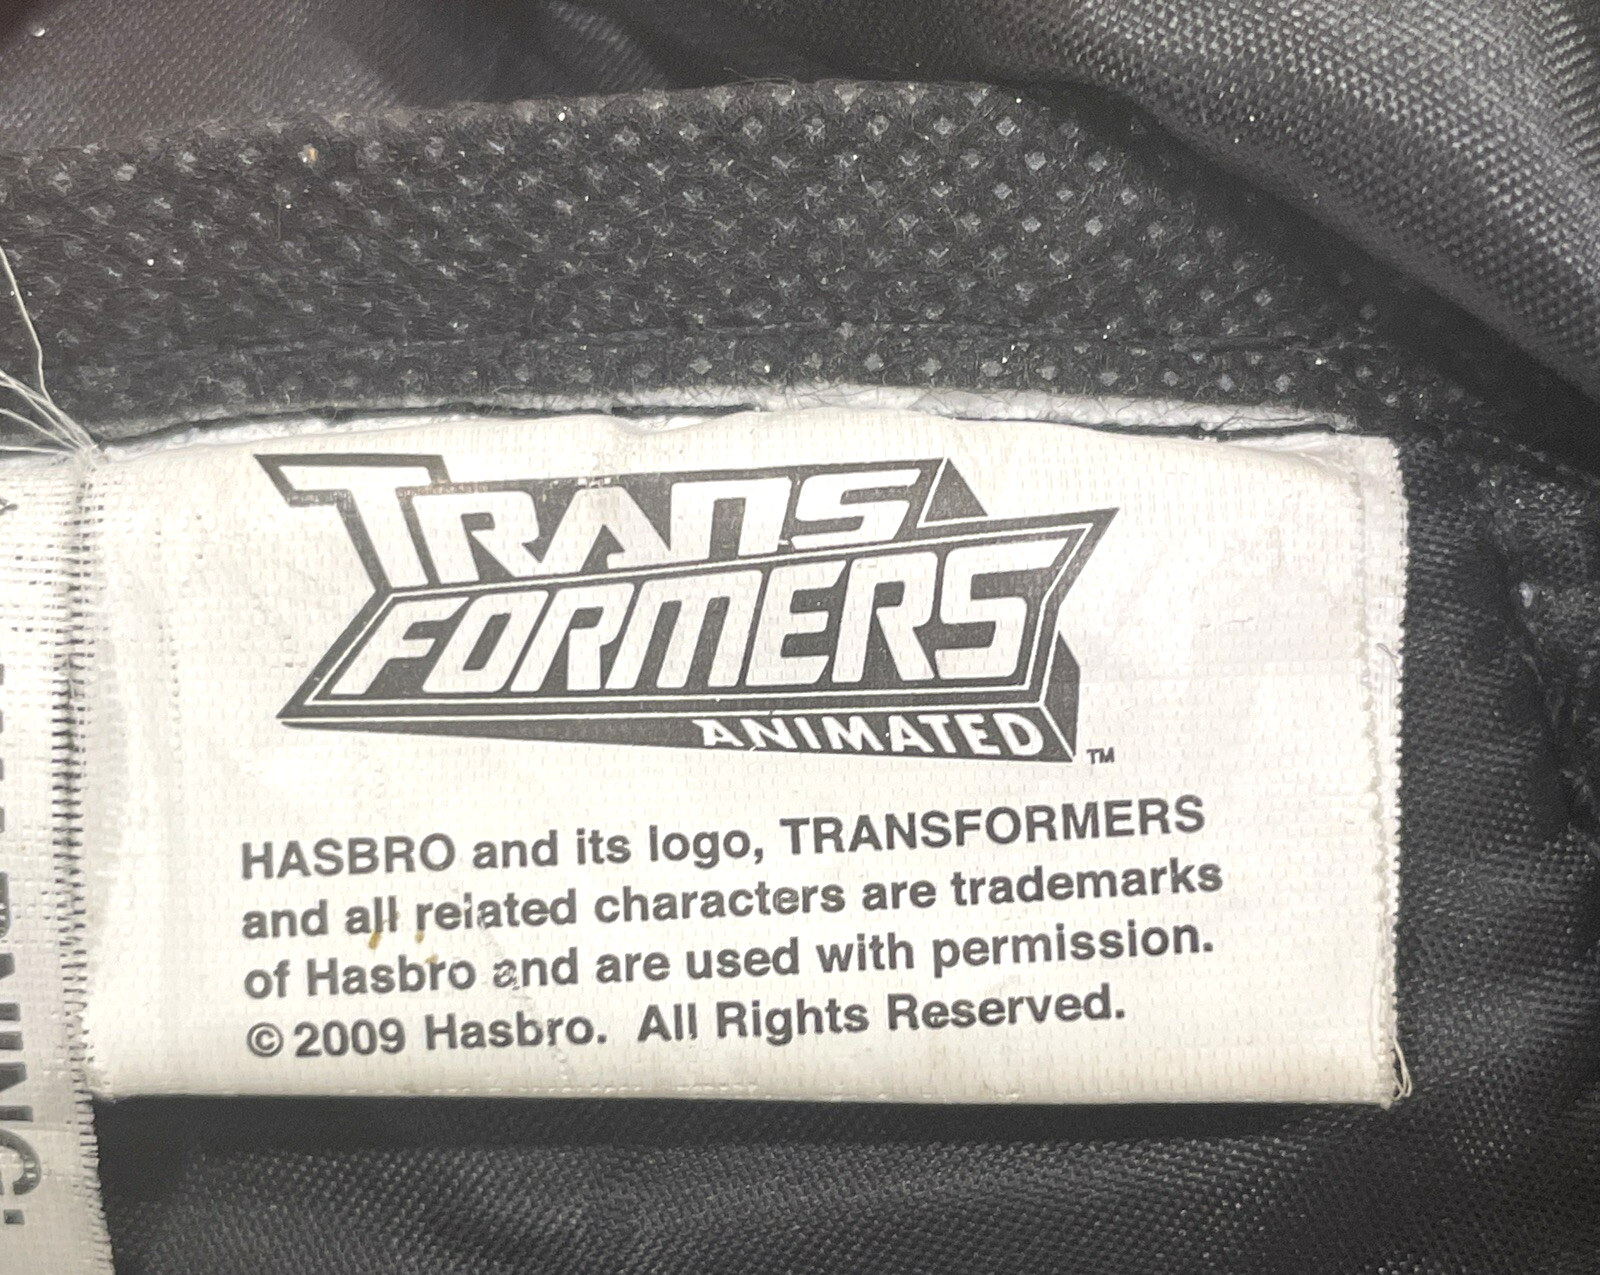 TRANS
FORMERS
ANIMATED
TM
HASBRO and its logo, TRANSFORMERS
and all related characters are trademarks
of Hasbro and are used with permission.
© 2009 Hasbro. All Rights Reserved.